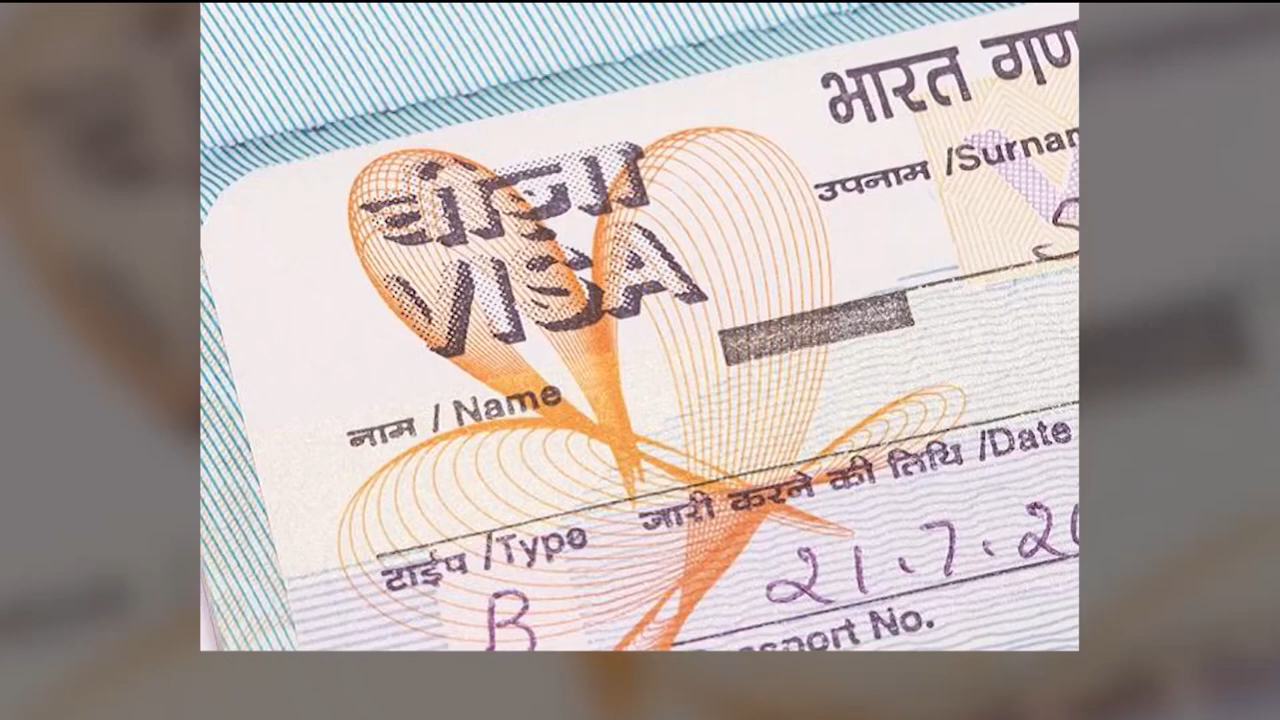 भारत गण
उपनाम /Surnam
वीजा
VISA
नाम / Name
जारी करने की तिथि /Date
टाईप /Type
21.7.20
B
sport No.